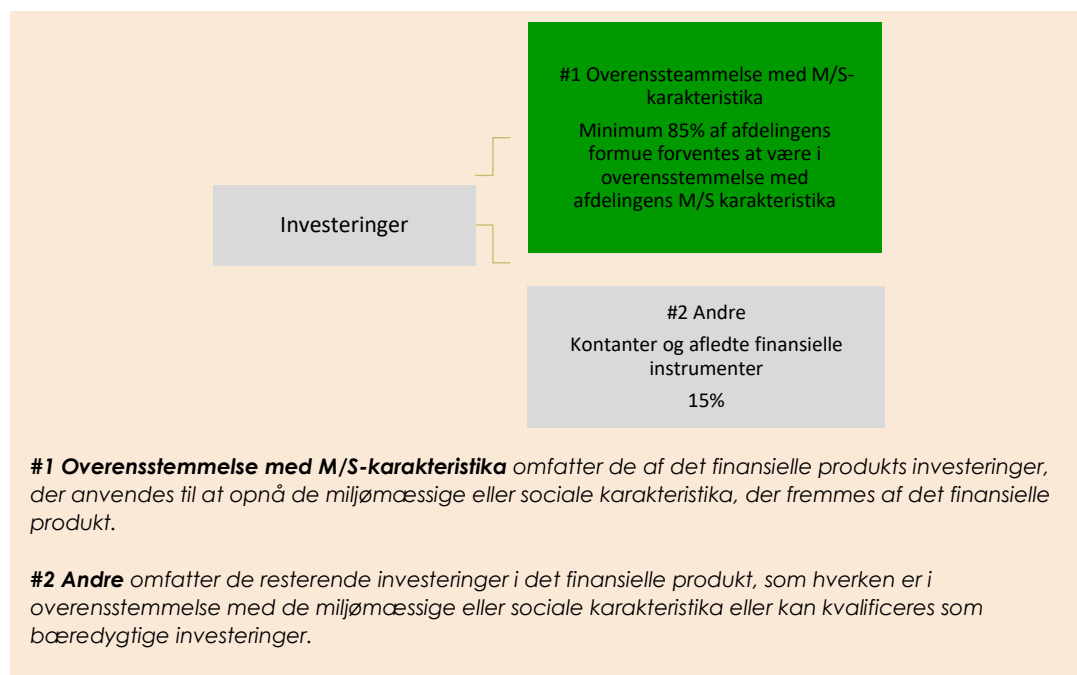 #1 Overenssteammelse med M/S-
karakteristika
Minimum 85% af afdelingens
formue forventes at være i
overensstemmelse med
afdelingens M/S karakteristika
Investeringer
#2 Andre
Kontanter og afledte finansielle
instrumenter
15%
#1 Overensstemmelse med M/S-karakteristika omfatter de af det finansielle produkts investeringer,
der anvendes til at opnå de miljømæssige eller sociale karakteristika, der fremmes af det finansielle
produkt.
#2 Andre omfatter de resterende investeringer i det finansielle produkt, som hverken er i
overensstemmelse med de miljømæssige eller sociale karakteristika eller kan kvalificeres som
bæredygtige investeringer.